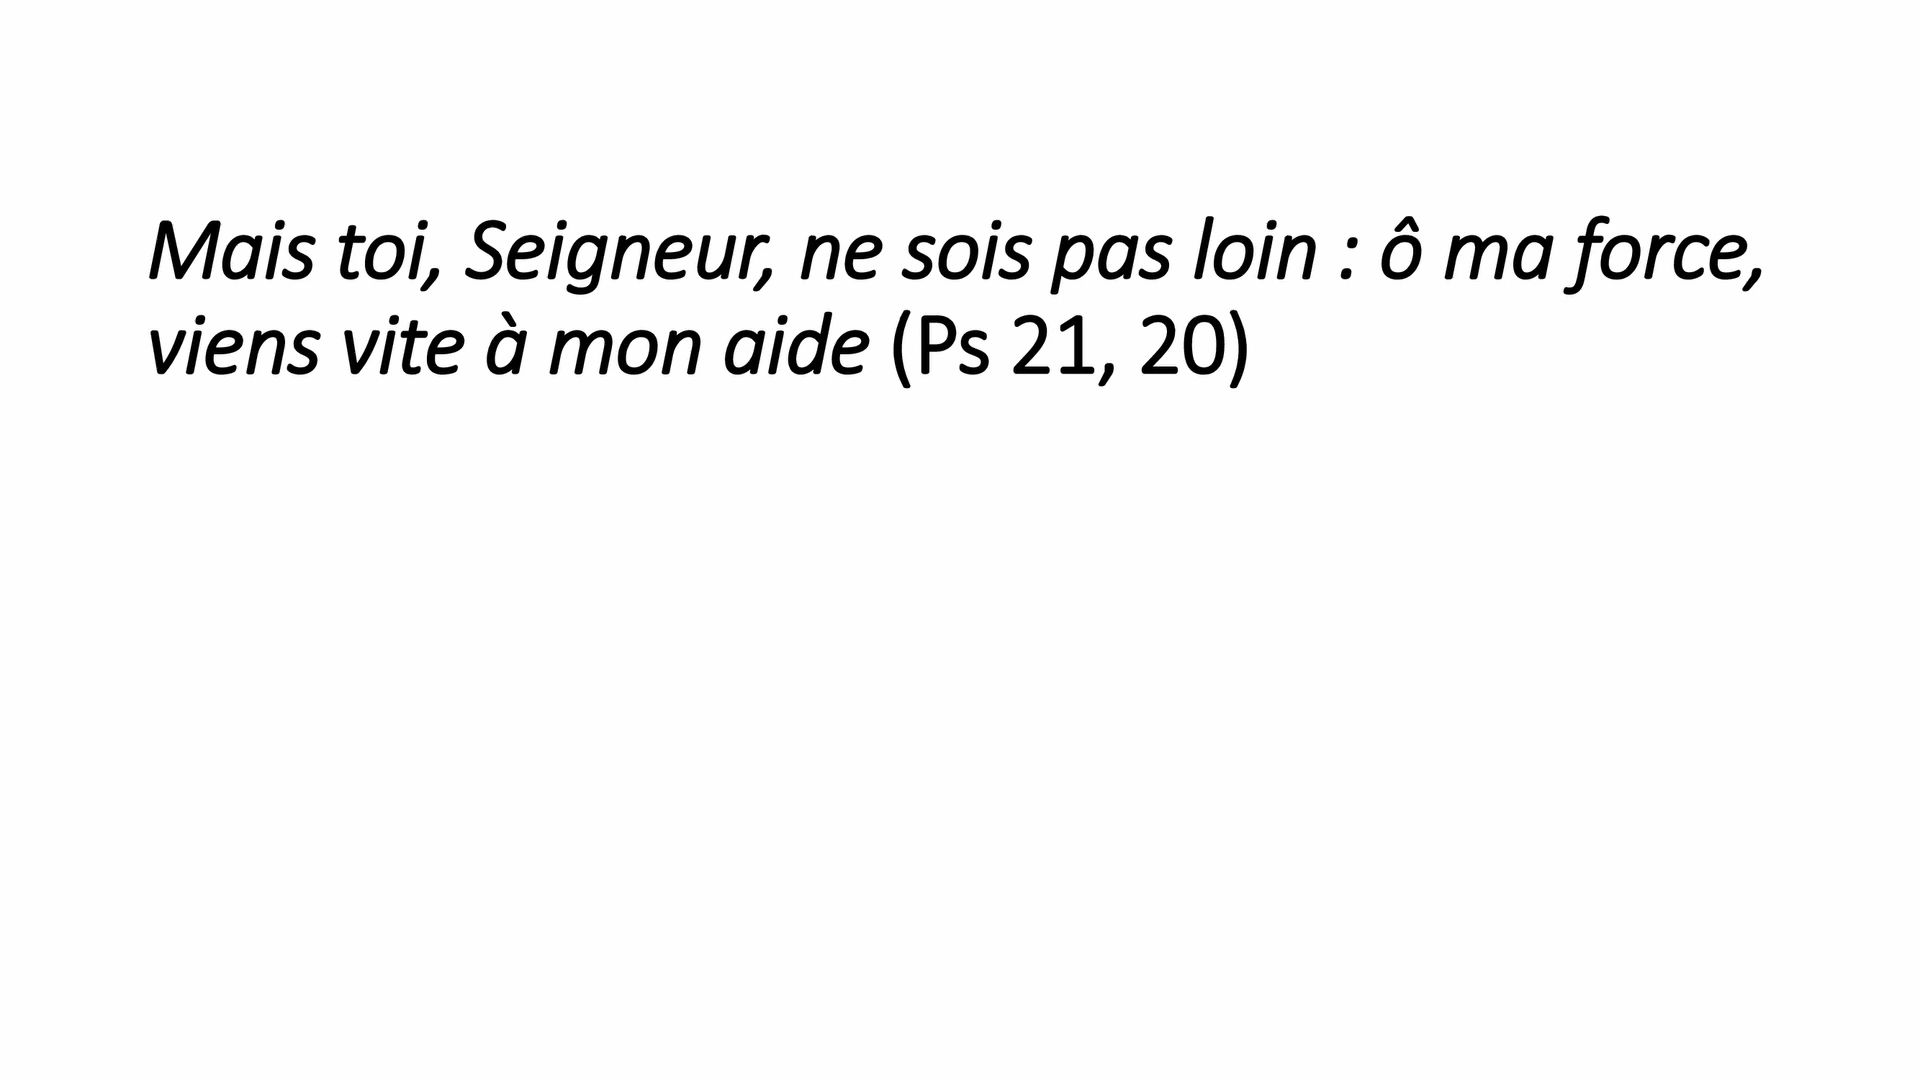 Mais toi, Seigneur, ne sois pas loin : ô ma force,
viens vite à mon aide (Ps 21, 20)